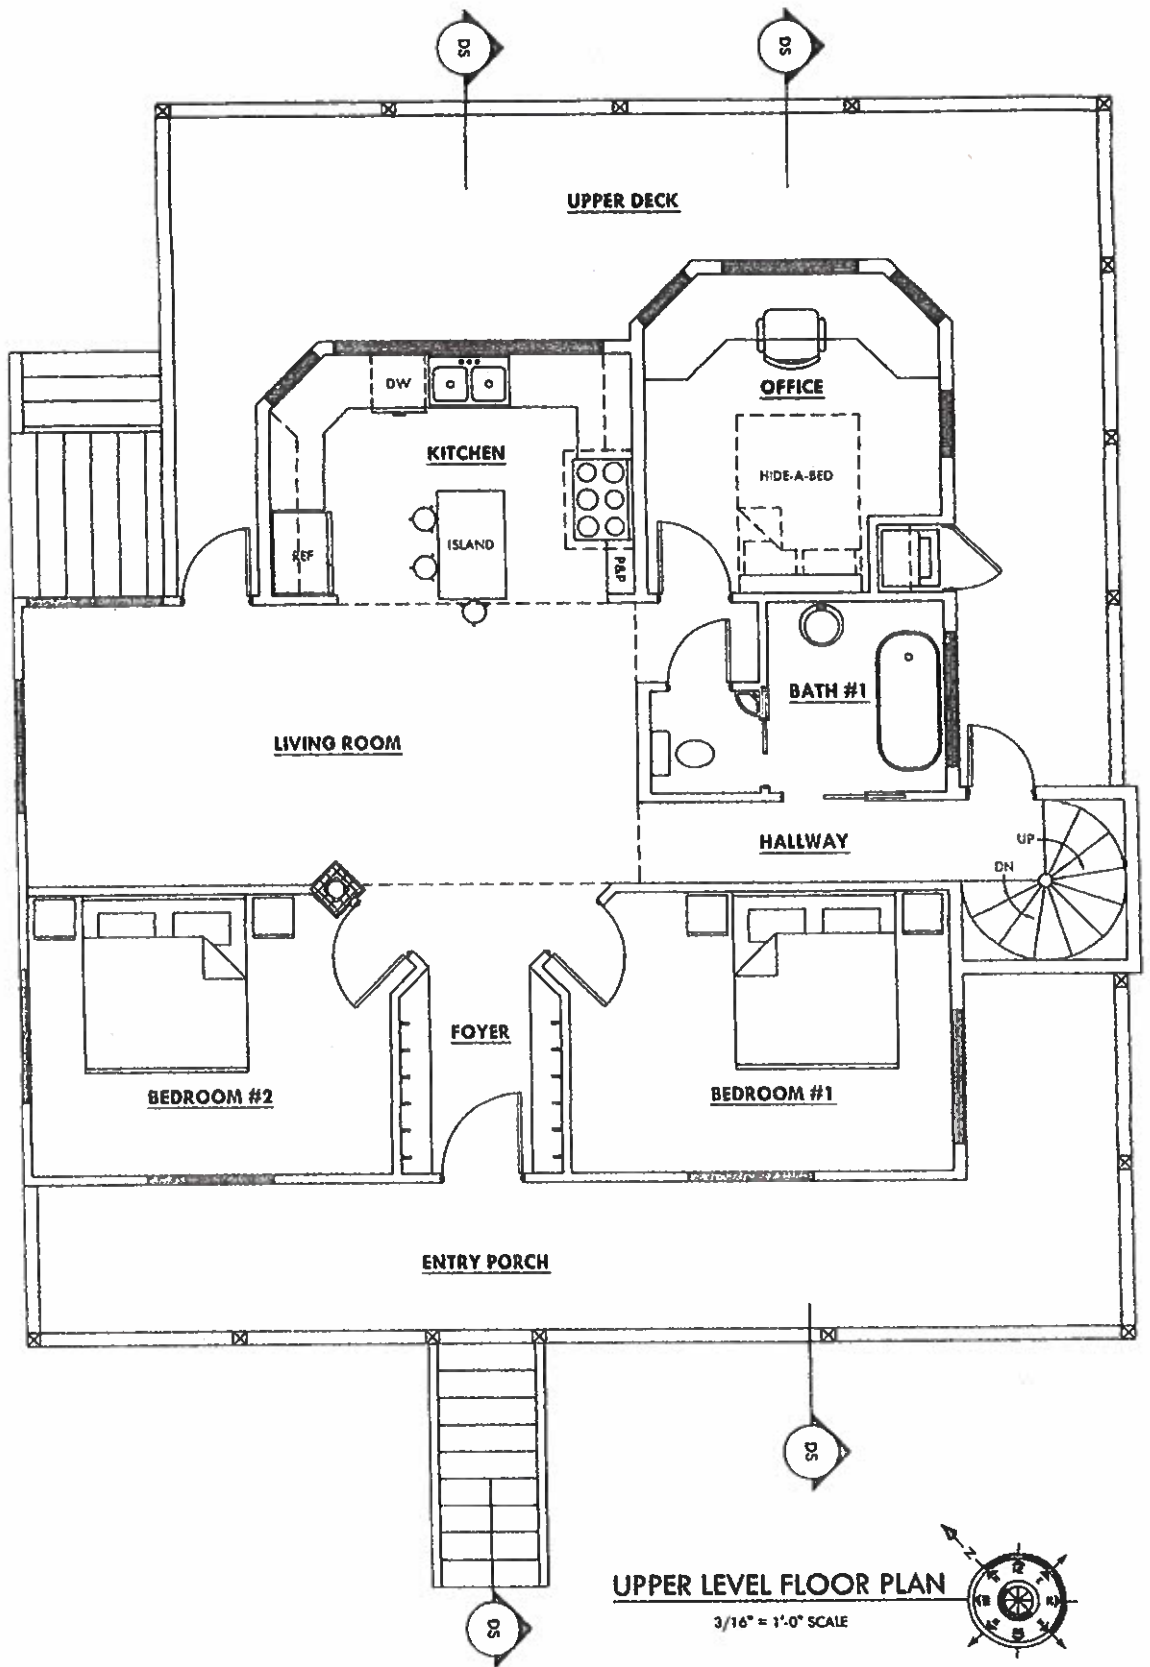 DS
DS
UPPER DECK
DW
OFFICE
KITCHEN
HIDE-A-BED
ISLAND
REF
P&P
BATH #1
LIVING ROOM
HALLWAY
UP
DN
FOYER
BEDROOM #2
BEDROOM #1
ENTRY PORCH
DS
N
UPPER LEVEL FLOOR PLAN
3/16" = 1'-0" SCALE
DS